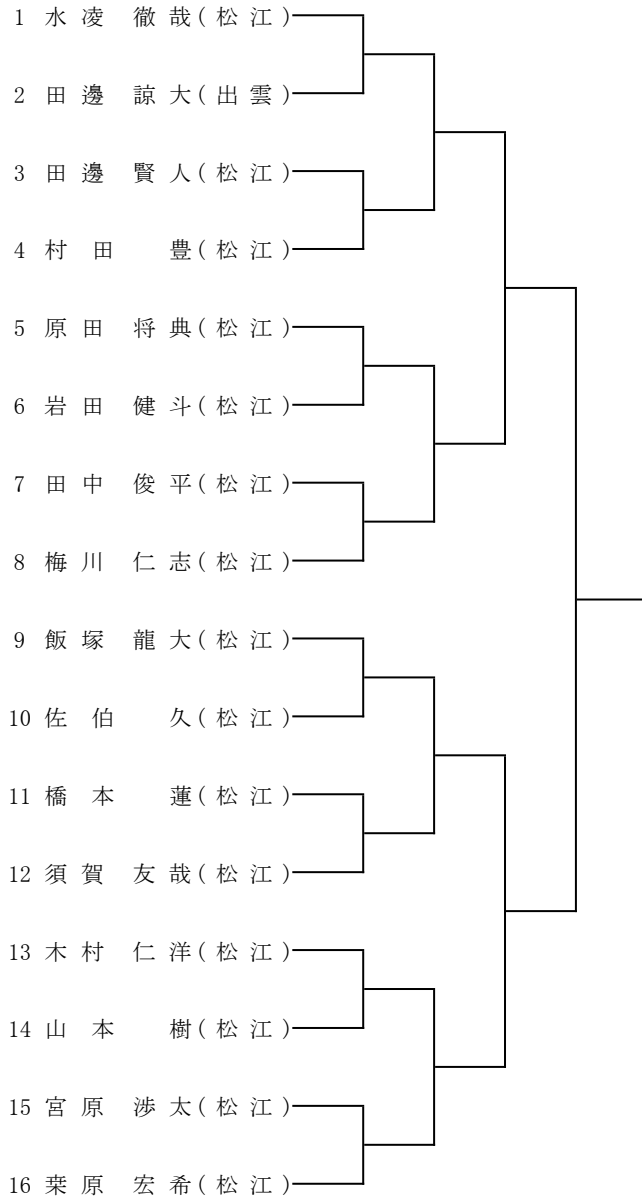 1 水凌 徹哉(松江)
2 田邊 諒大(出雲)
3 田邊 賢人(松江)
4 村田 豊(松江)
5 原田 将典(松江)
6 岩田 健斗(松江)
7 田中 俊平(松江)
8 梅川 仁志(松江)
9 飯塚 龍大(松江)
10 佐伯 久(松江)
11 橋本 蓮(松江)
12 須賀 友哉(松江)
13 木村 仁洋(松江)
14 山本 樹(松江)
15 宮原 渉太(松江)
16 桒原 宏希(松江)